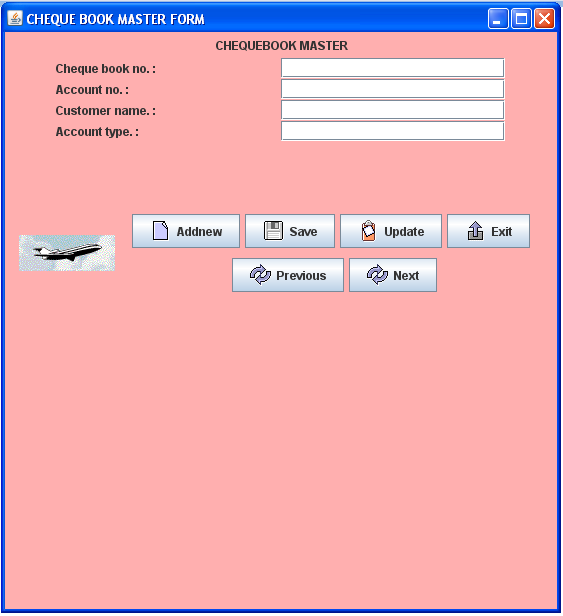 CHEQUE BOOK MASTER FORM
CHEQUEBOOK MASTER
Cheque book no. :
Account no. :
Customer name. :
Account type. :
Addnew Save Update Exit
Previous Next